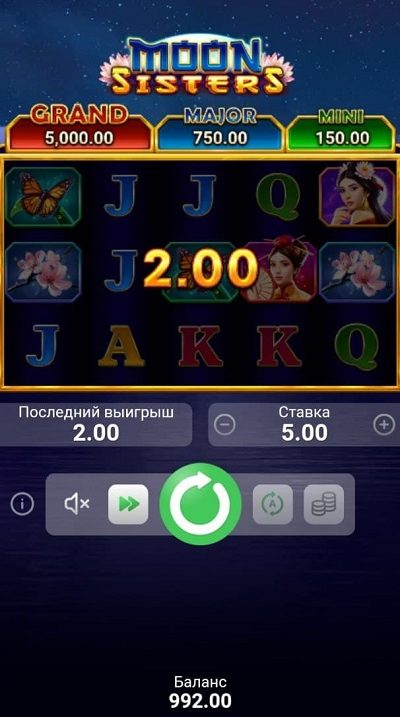 MOON
SISTERS
GRAND MAJOR MINI
5,000.00 750.00 150.00
J J Q
J 2.00
J A K K Q
Последний выигрыш Ставка
2.00 5.00
A
Баланс
992.00